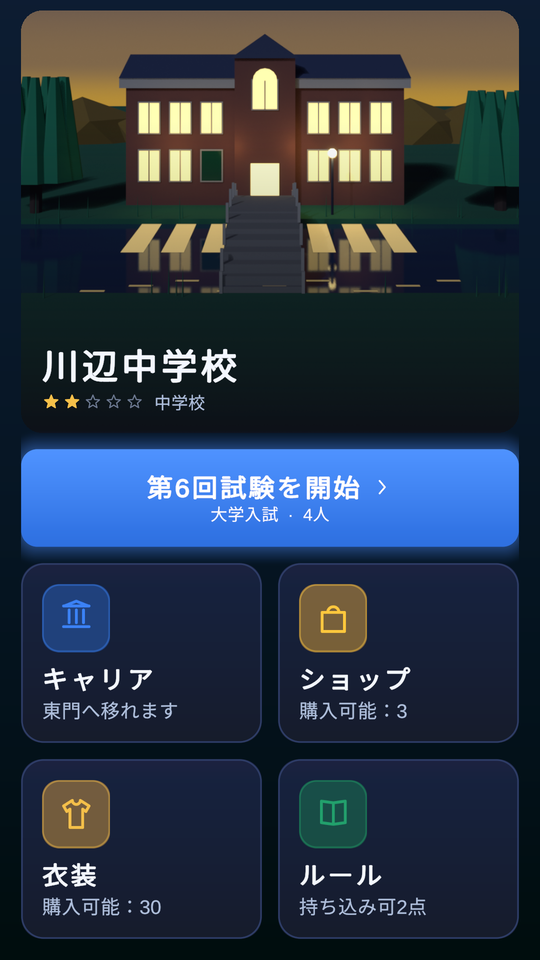 川辺中学校
中学校
第6回試験を開始
大学入試 · 4人
キャリア
東門へ移れます
ショップ
購入可能：3
衣装
購入可能：30
ルール
持ち込み可2点